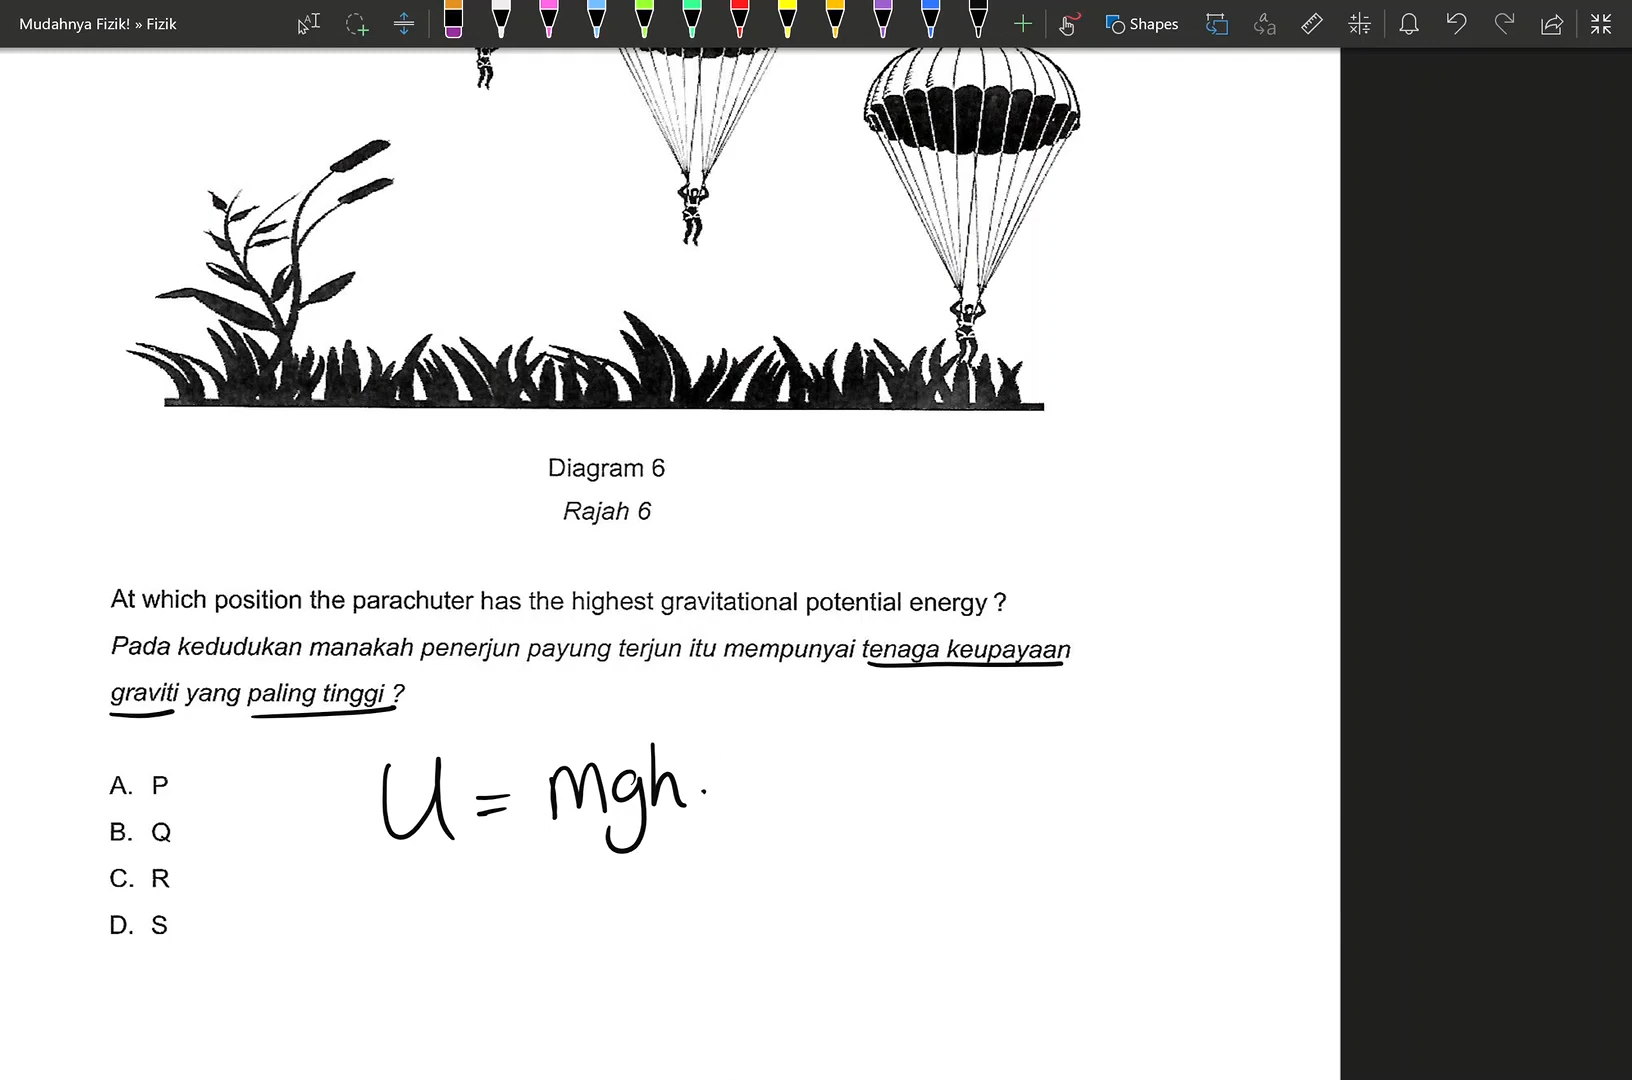 Mudahnya Fizik! » Fizik
Shapes
Diagram 6
Rajah 6
At which position the parachuter has the highest gravitational potential energy ?
Pada kedudukan manakah penerjun payung terjun itu mempunyai tenaga keupayaan
graviti yang paling tinggi ?
U = mgh.
A. P
B. Q
C. R
D. S